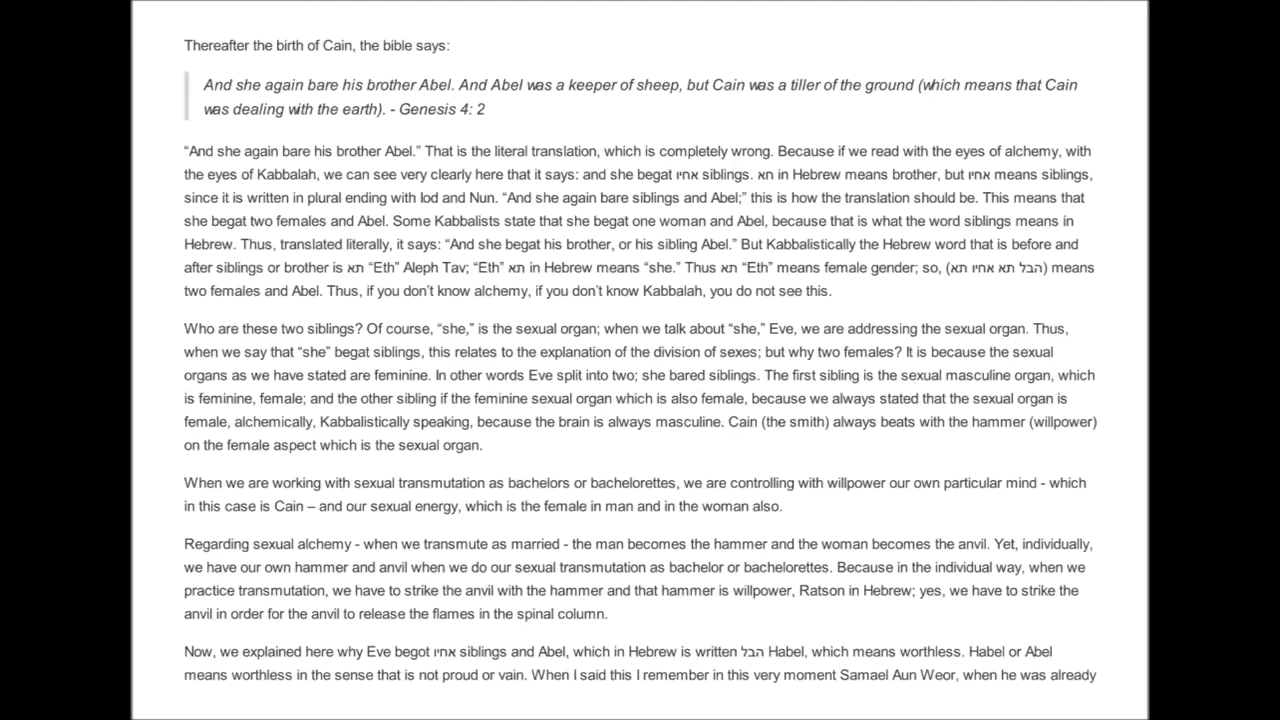 Thereafter the birth of Cain, the bible says:
And she again bare his brother Abel. And Abel was a keeper of sheep, but Cain was a tiller of the ground (which means that Cain
was dealing with the earth). - Genesis 4: 2
“And she again bare his brother Abel.” That is the literal translation, which is completely wrong. Because if we read with the eyes of alchemy, with
the eyes of Kabbalah, we can see very clearly here that it says: and she begat אחיו siblings. חא in Hebrew means brother, but אחיו means siblings,
since it is written in plural ending with Iod and Nun. “And she again bare siblings and Abel;” this is how the translation should be. This means that
she begat two females and Abel. Some Kabbalists state that she begat one woman and Abel, because that is what the word siblings means in
Hebrew. Thus, translated literally, it says: “And she begat his brother, or his sibling Abel.” But Kabbalistically the Hebrew word that is before and
after siblings or brother is תא “Eth” Aleph Tav; “Eth” תא in Hebrew means “she.” Thus תא “Eth” means female gender; so, (הבל תא אחיו תא) means
two females and Abel. Thus, if you don’t know alchemy, if you don’t know Kabbalah, you do not see this.
Who are these two siblings? Of course, “she,” is the sexual organ; when we talk about “she,” Eve, we are addressing the sexual organ. Thus,
when we say that “she” begat siblings, this relates to the explanation of the division of sexes; but why two females? It is because the sexual
organs as we have stated are feminine. In other words Eve split into two; she bared siblings. The first sibling is the sexual masculine organ, which
is feminine, female; and the other sibling if the feminine sexual organ which is also female, because we always stated that the sexual organ is
female, alchemically, Kabbalistically speaking, because the brain is always masculine. Cain (the smith) always beats with the hammer (willpower)
on the female aspect which is the sexual organ.
When we are working with sexual transmutation as bachelors or bachelorettes, we are controlling with willpower our own particular mind - which
in this case is Cain – and our sexual energy, which is the female in man and in the woman also.
Regarding sexual alchemy - when we transmute as married - the man becomes the hammer and the woman becomes the anvil. Yet, individually,
we have our own hammer and anvil when we do our sexual transmutation as bachelor or bachelorettes. Because in the individual way, when we
practice transmutation, we have to strike the anvil with the hammer and that hammer is willpower, Ratson in Hebrew; yes, we have to strike the
anvil in order for the anvil to release the flames in the spinal column.
Now, we explained here why Eve begot אחיו siblings and Abel, which in Hebrew is written הבל Habel, which means worthless. Habel or Abel
means worthless in the sense that is not proud or vain. When I said this I remember in this very moment Samael Aun Weor, when he was already